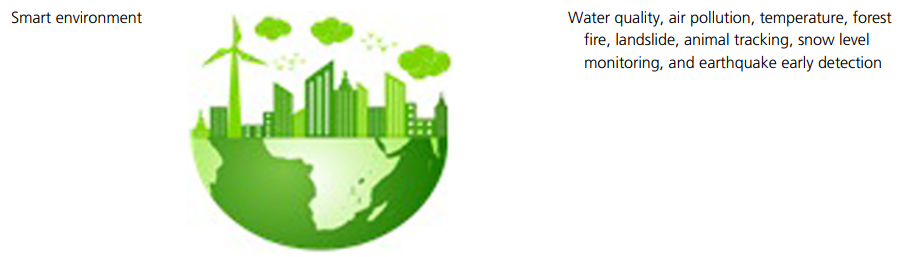 Smart environment
Water quality, air pollution, temperature, forest
fire, landslide, animal tracking, snow level
monitoring, and earthquake early detection